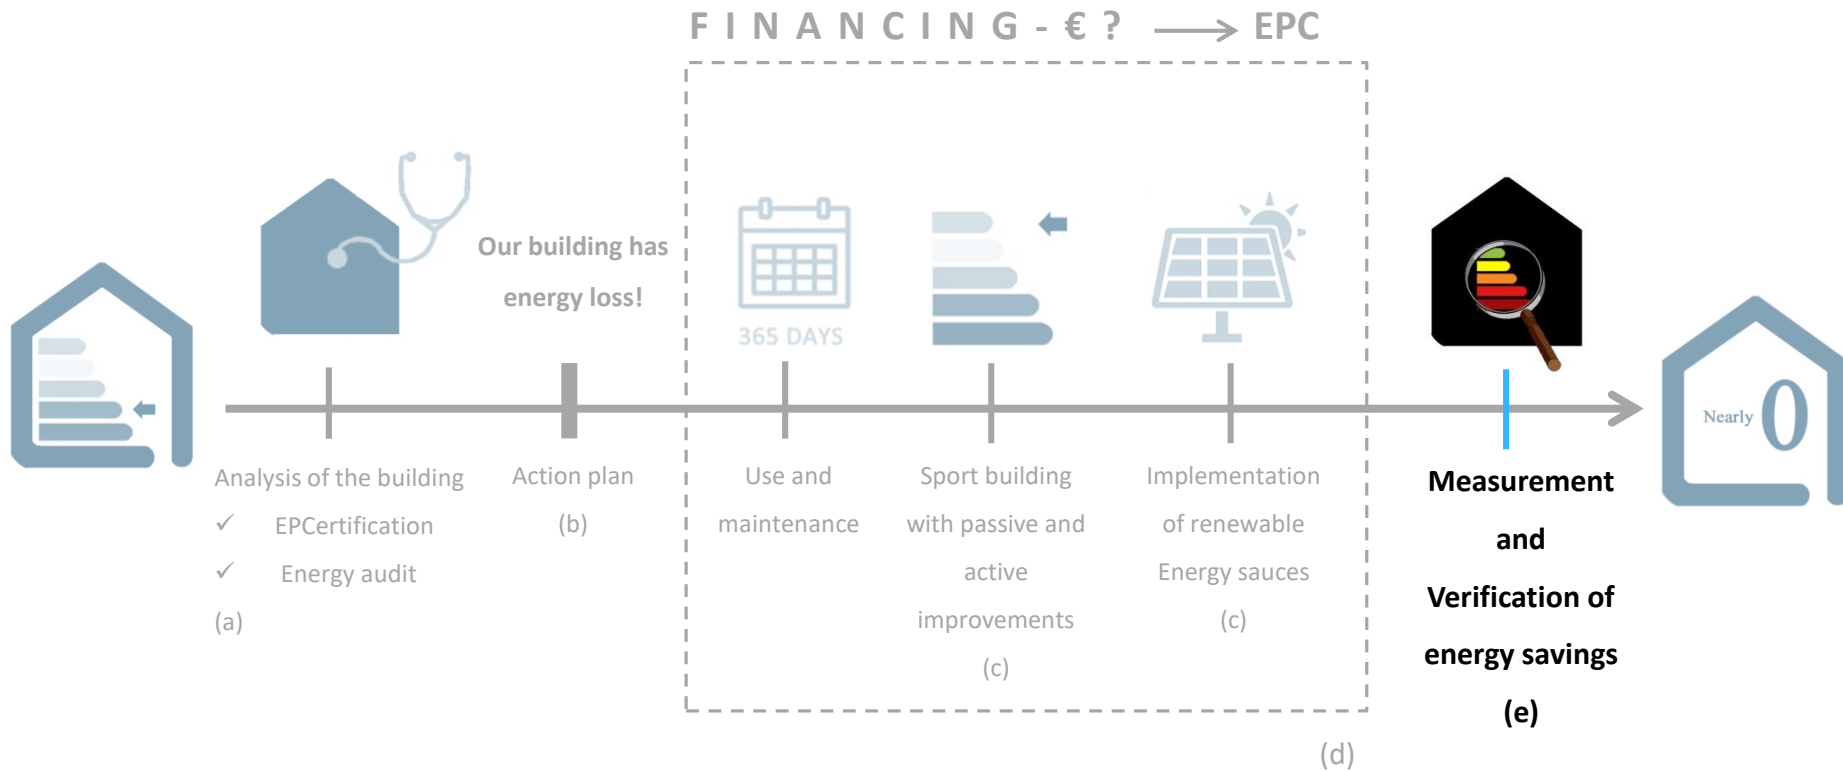 FINANCING - € ? EPC
Our building has
energy loss!
365 DAYS
Nearly 0
Analysis of the building
✓ EPCertification
✓ Energy audit
(a)
Action plan
(b)
Use and
maintenance
Sport building
with passive and
active
improvements
(c)
Implementation
of renewable
Energy sauces
(c)
Measurement
and
Verification of
energy savings
(e)
(d)